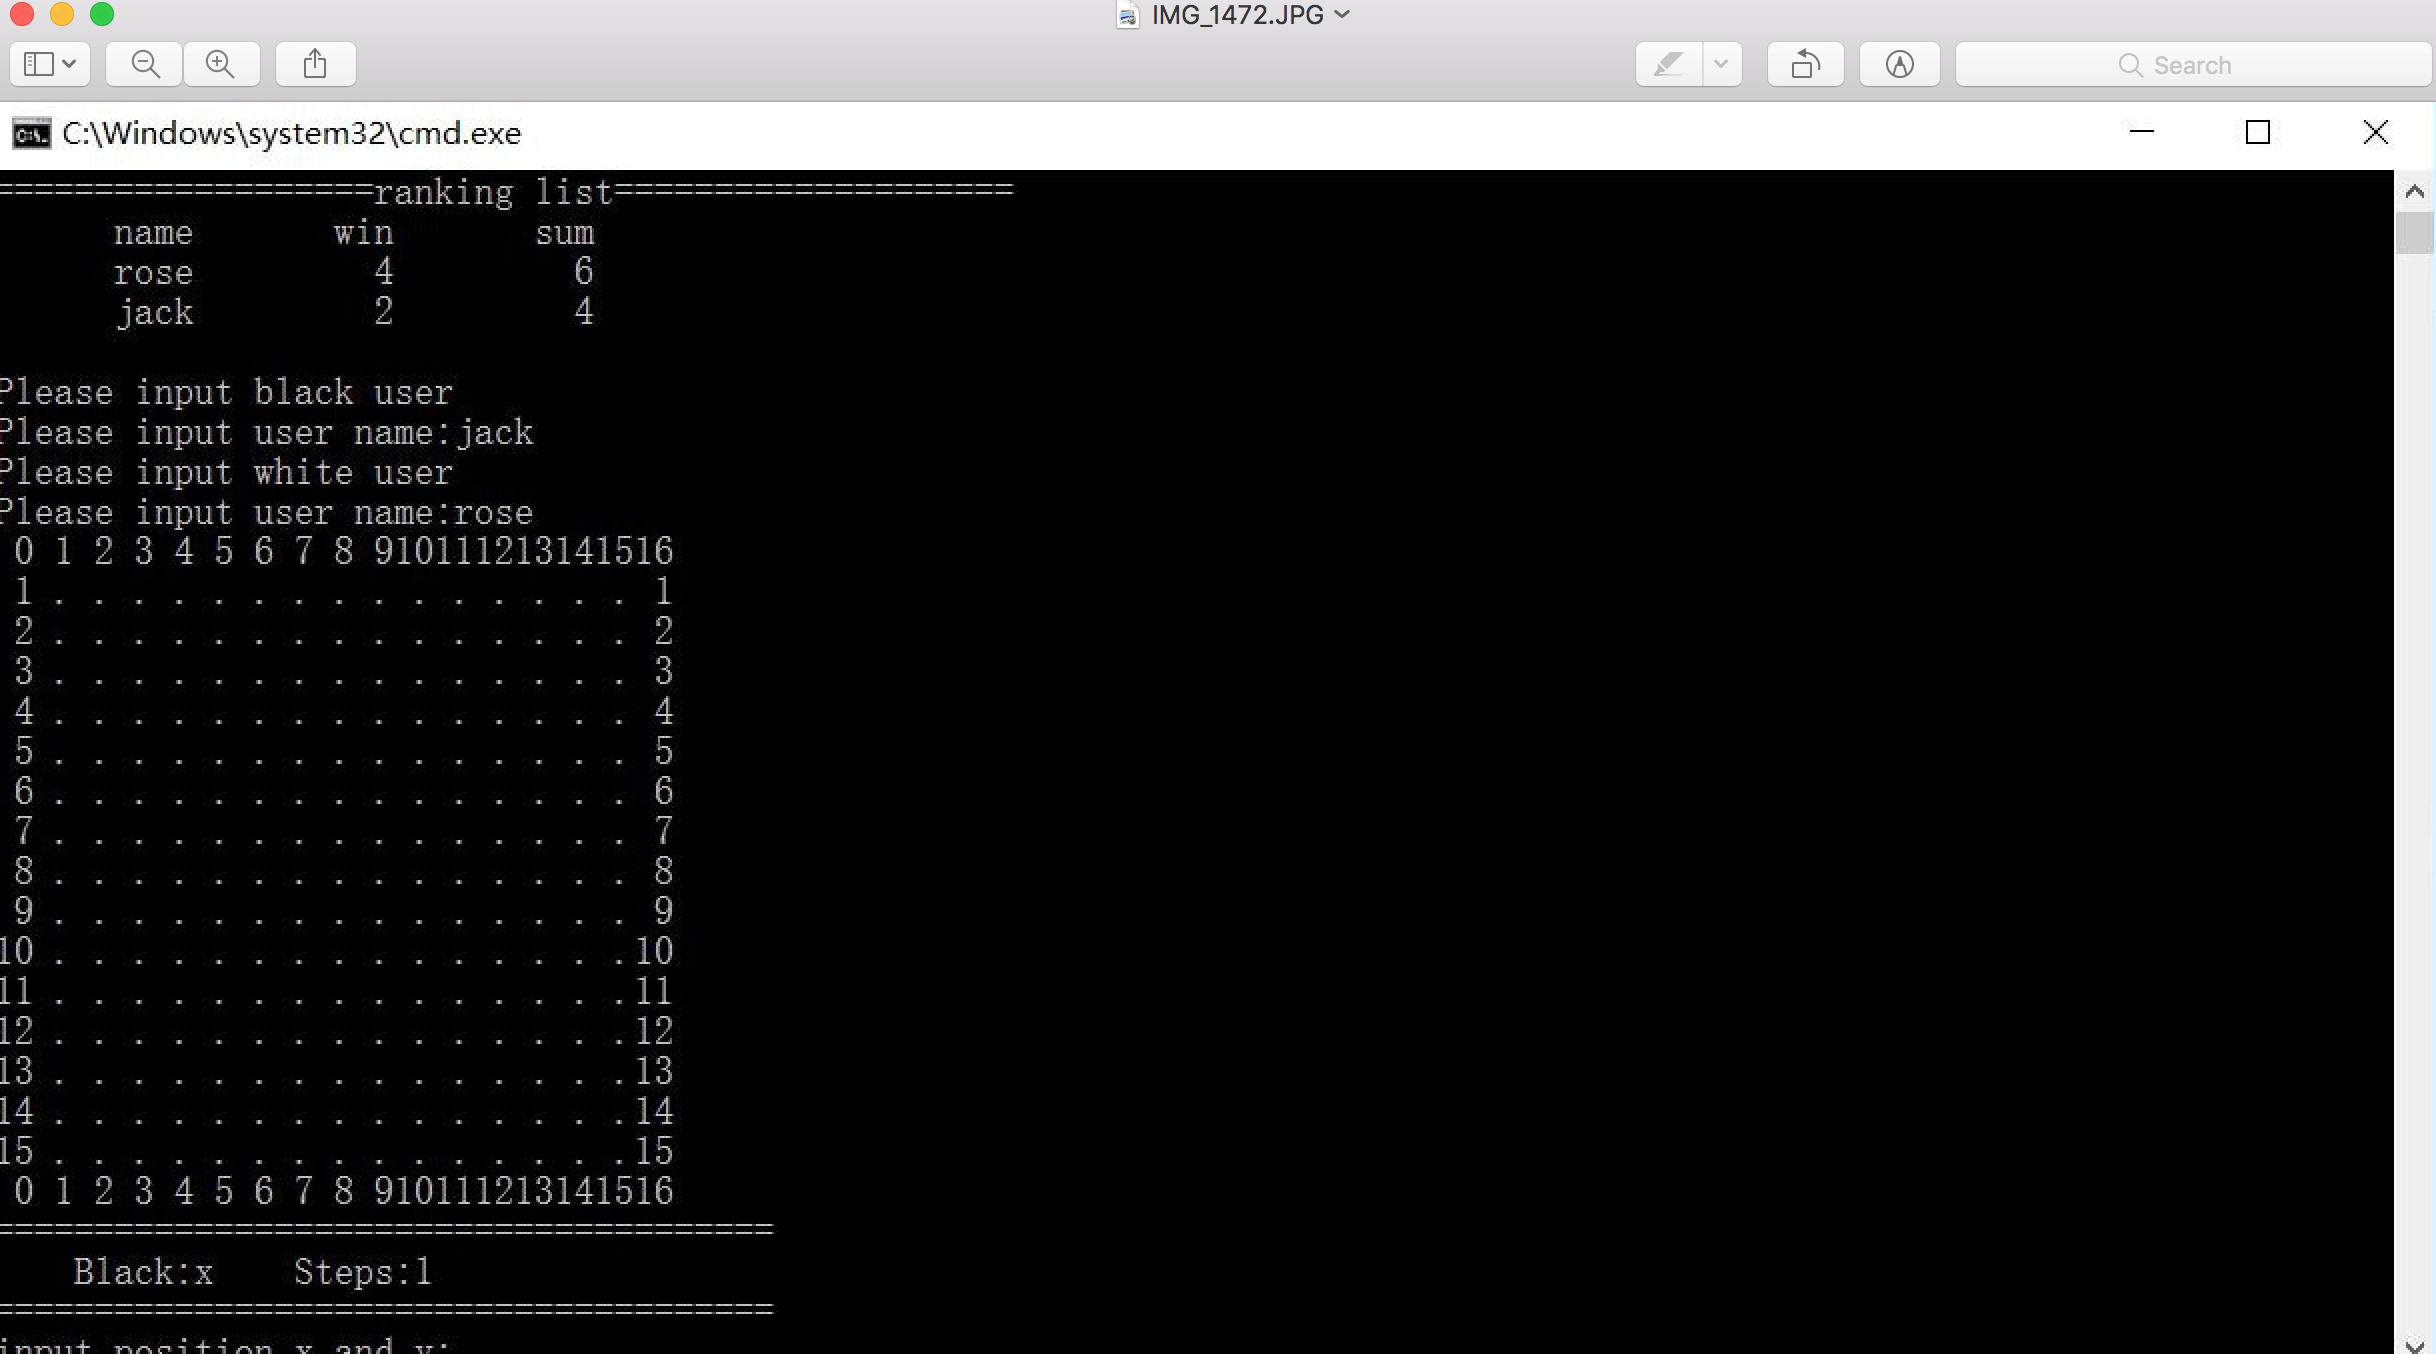 IMG_1472.JPG
Search
C:\Windows\system32\cmd.exe
===================ranking list====================
name win sum
rose 4 6
jack 2 4
Please input black user
Please input user name:jack
Please input white user
Please input user name:rose
0 1 2 3 4 5 6 7 8 910111213141516
1 . . . . . . . . . . . . . . . 1
2 . . . . . . . . . . . . . . . 2
3 . . . . . . . . . . . . . . . 3
4 . . . . . . . . . . . . . . . 4
5 . . . . . . . . . . . . . . . 5
6 . . . . . . . . . . . . . . . 6
7 . . . . . . . . . . . . . . . 7
8 . . . . . . . . . . . . . . . 8
9 . . . . . . . . . . . . . . . 9
10 . . . . . . . . . . . . . . .10
11 . . . . . . . . . . . . . . .11
12 . . . . . . . . . . . . . . .12
13 . . . . . . . . . . . . . . .13
14 . . . . . . . . . . . . . . .14
15 . . . . . . . . . . . . . . .15
0 1 2 3 4 5 6 7 8 910111213141516
=======================================
Black:x Steps:1
=======================================
input position x and y: